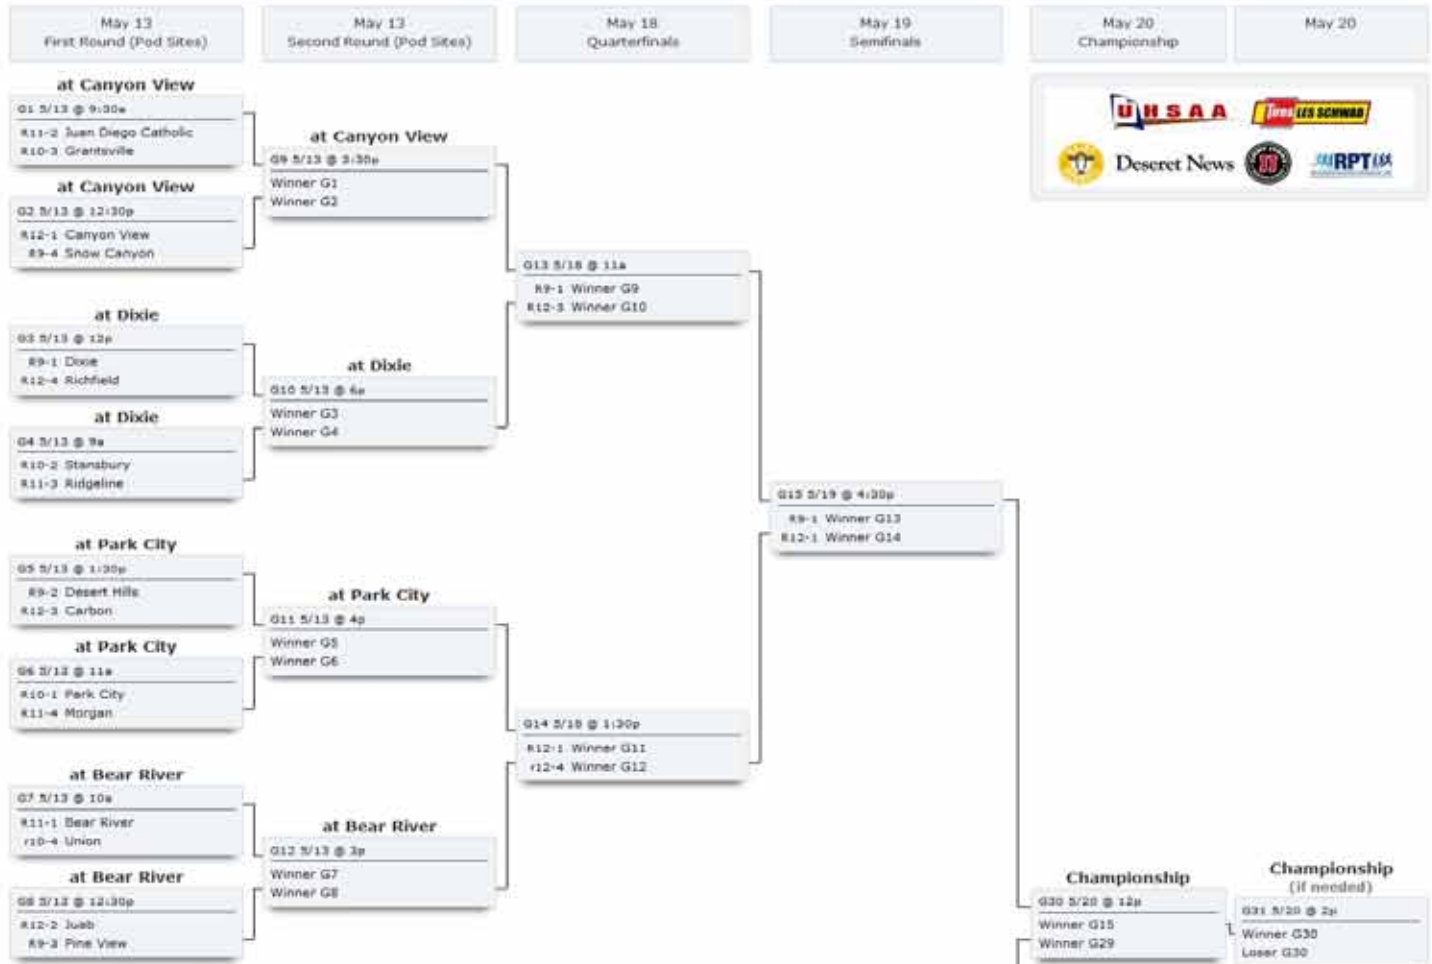 May 13
First Round (Pod Sites)
May 13
Second Round (Pod Sites)
May 18
Quarterfinals
May 19
Semifinals
May 20
Championship
May 20
UHSAA
Tires LES SCHWAB
Deseret News
RPT
at Canyon View
G1 5/13 @ 9:30a
R11-2 Juan Diego Catholic
R10-3 Grantsville
at Canyon View
G2 5/13 @ 12:30p
R12-1 Canyon View
R9-4 Snow Canyon
at Dixie
G3 5/13 @ 12p
R9-1 Dixie
R12-4 Richfield
at Dixie
G4 5/13 @ 9a
R10-2 Stansbury
R11-3 Ridgeline
at Park City
G5 5/13 @ 1:30p
R9-2 Desert Hills
R12-3 Carbon
at Park City
G6 5/13 @ 11a
R10-1 Park City
R11-4 Morgan
at Bear River
G7 5/13 @ 10a
R11-1 Bear River
r10-4 Union
at Bear River
G8 5/13 @ 12:30p
R12-2 Juab
R9-3 Pine View
at Canyon View
G9 5/13 @ 3:30p
Winner G1
Winner G2
at Dixie
G10 5/13 @ 6p
Winner G3
Winner G4
at Park City
G11 5/13 @ 4p
Winner G5
Winner G6
at Bear River
G12 5/13 @ 3p
Winner G7
Winner G8
G13 5/18 @ 11a
R9-1 Winner G9
R12-3 Winner G10
G14 5/18 @ 1:30p
R12-1 Winner G11
r12-4 Winner G12
G15 5/19 @ 4:30p
R9-1 Winner G13
R12-1 Winner G14
Championship
G30 5/20 @ 12p
Winner G15
Winner G29
Championship
(if needed)
G31 5/20 @ 2p
Winner G30
Loser G30